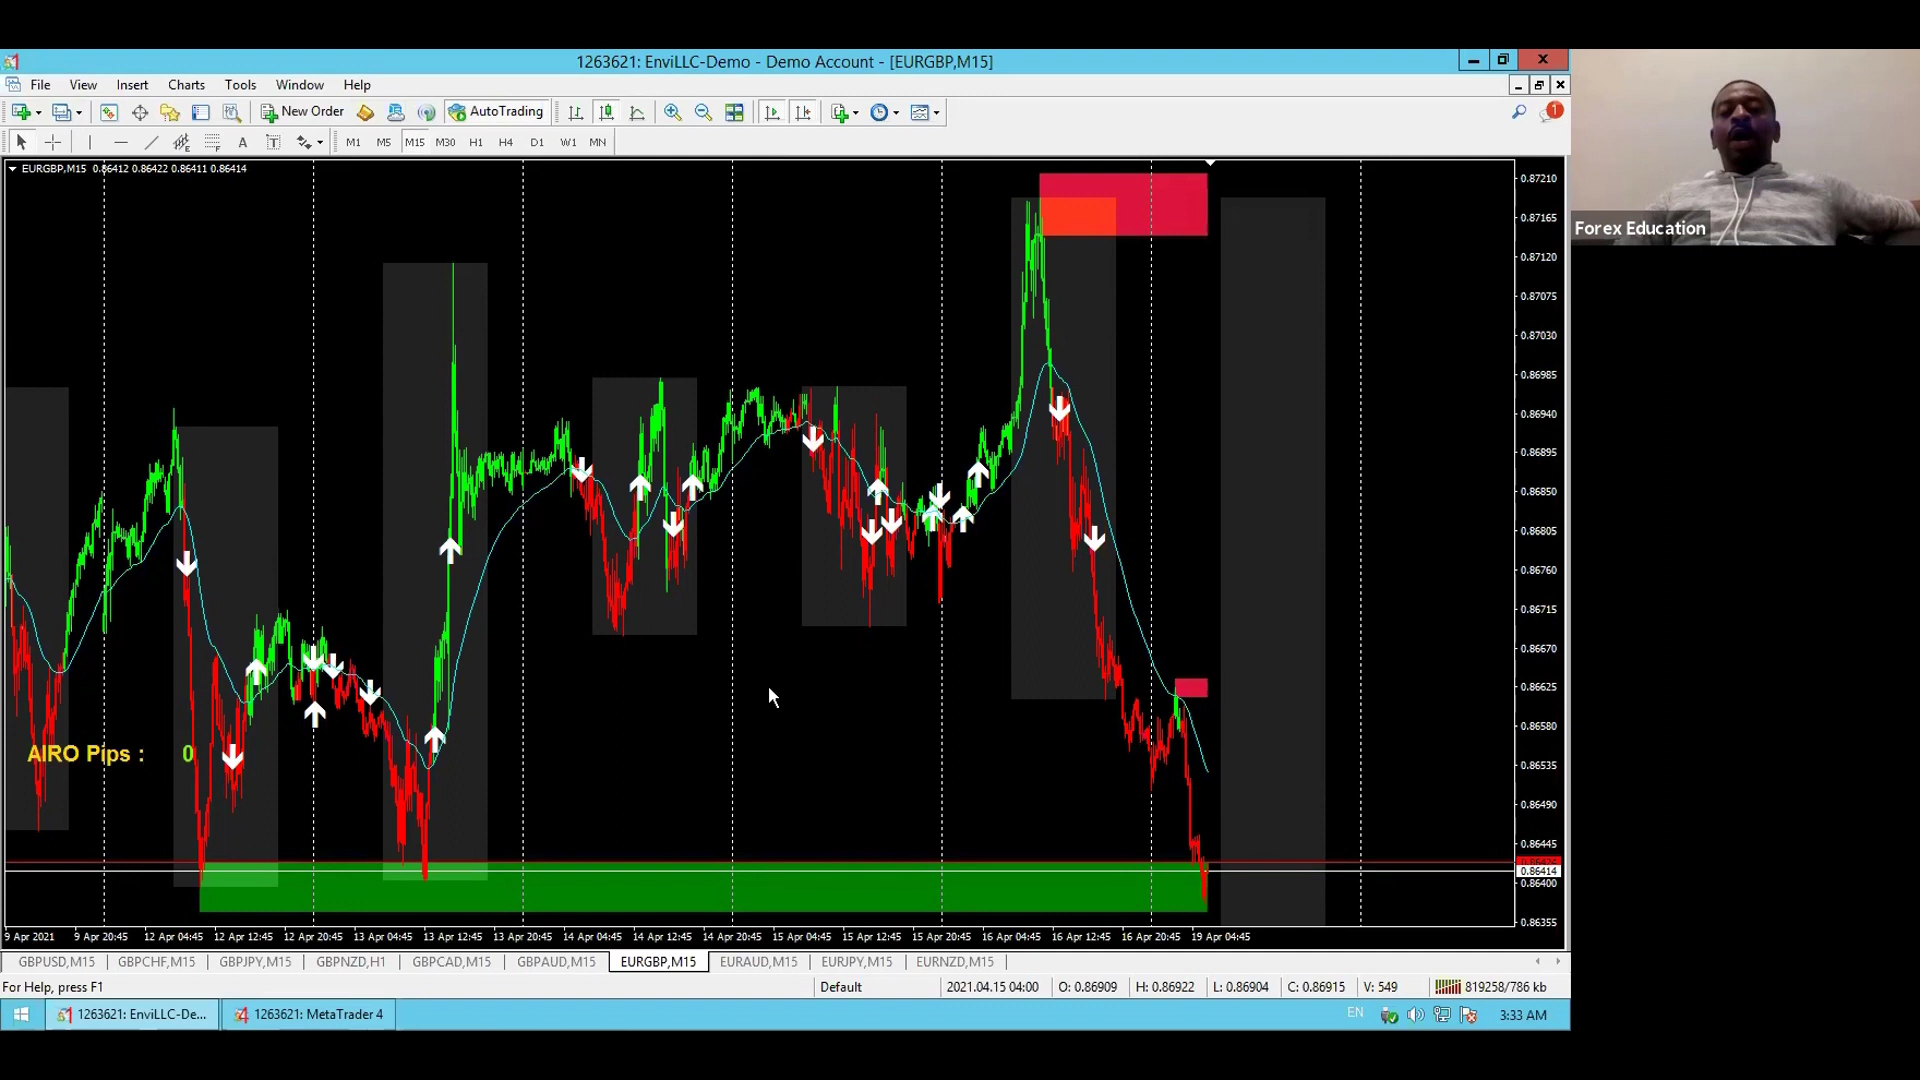 1263621: EnviLLC-Demo - Demo Account - [EURGBP,M15]
File View Insert Charts Tools Window Help
New Order AutoTrading 1
A T M1 M5 M15 M30 H1 H4 D1 W1 MN
EURGBP,M15 0.86412 0.86422 0.86411 0.86414
0.87210
0.87165
0.87120
0.87075
0.87030
0.86985
0.86940
0.86895
0.86850
0.86805
0.86760
0.86715
0.86670
0.86625
0.86580
0.86535
0.86490
0.86445
0.86414
0.86400
0.86355
Forex Education
AIRO Pips : 0
9 Apr 2021 9 Apr 20:45 12 Apr 04:45 12 Apr 12:45 12 Apr 20:45 13 Apr 04:45 13 Apr 12:45 13 Apr 20:45 14 Apr 04:45 14 Apr 12:45 14 Apr 20:45 15 Apr 04:45 15 Apr 12:45 15 Apr 20:45 16 Apr 04:45 16 Apr 12:45 16 Apr 20:45 19 Apr 04:45
GBPUSD,M15 GBPCHF,M15 GBPJPY,M15 GBPNZD,H1 GBPCAD,M15 GBPAUD,M15 EURGBP,M15 EURAUD,M15 EURJPY,M15 EURNZD,M15
For Help, press F1 Default 2021.04.15 04:00 O: 0.86909 H: 0.86922 L: 0.86904 C: 0.86915 V: 549 819258/786 kb
1263621: EnviLLC-De... 1263621: MetaTrader 4 EN 3:33 AM